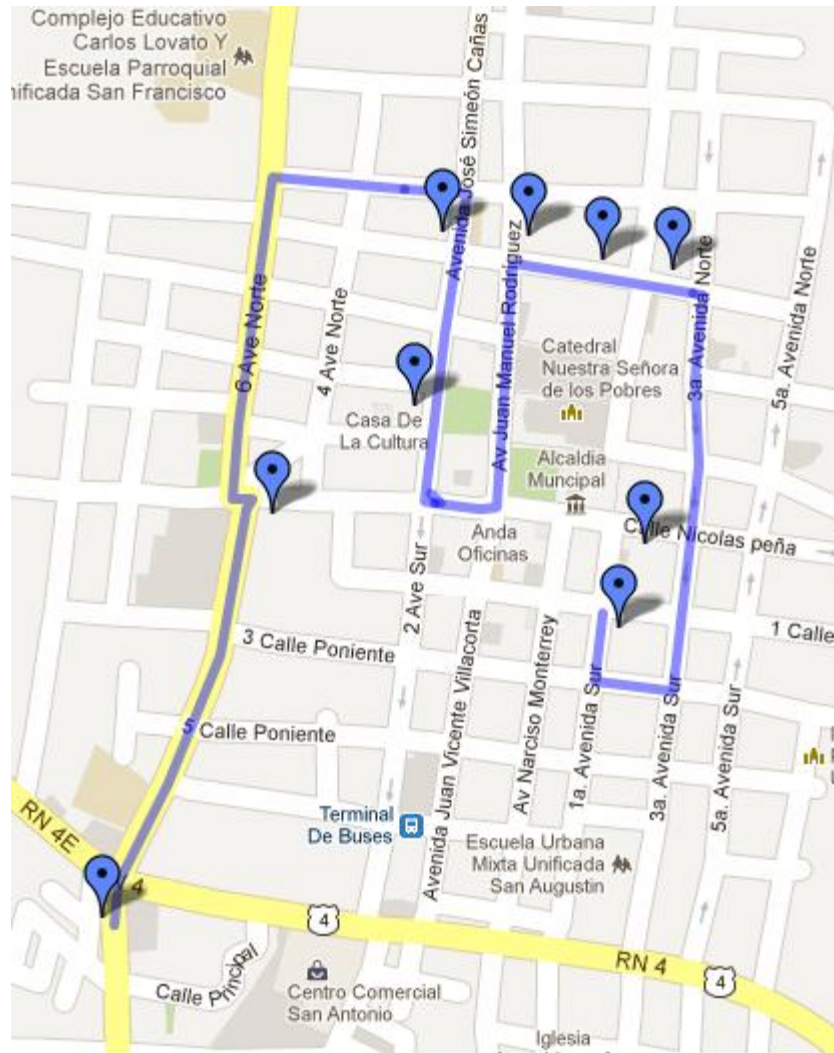 Complejo Educativo
Carlos Lovato Y
Escuela Parroquial
nificada San Francisco
Avenida José Simeón Cañas
6 Ave Norte
4 Ave Norte
Av Juan Manuel Rodriguez
3a. Avenida Norte
5a. Avenida Norte
Catedral
Nuestra Señora
de los Pobres
Casa De
La Cultura
Alcaldia
Muncipal
Anda
Oficinas
Calle Nicolas peña
2 Ave Sur
1 Calle
3 Calle Poniente
Avenida Juan Vicente Villacorta
Av Narciso Monterrey
1a. Avenida Sur
3a. Avenida Sur
5a. Avenida Sur
5 Calle Poniente
RN 4E
Terminal
De Buses
Escuela Urbana
Mixta Unificada
San Augustin
4
4
RN 4
4
Calle Principal
Centro Comercial
San Antonio
Iglesia